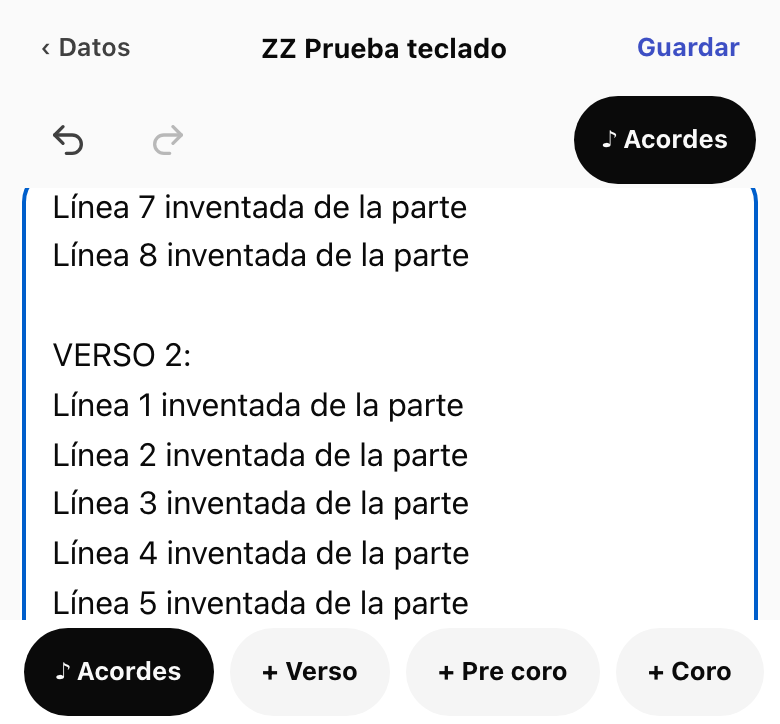 ‹ Datos
ZZ Prueba teclado
Guardar
♪ Acordes
Línea 7 inventada de la parte
Línea 8 inventada de la parte
VERSO 2:
Línea 1 inventada de la parte
Línea 2 inventada de la parte
Línea 3 inventada de la parte
Línea 4 inventada de la parte
Línea 5 inventada de la parte
♪ Acordes
+ Verso
+ Pre coro
+ Coro